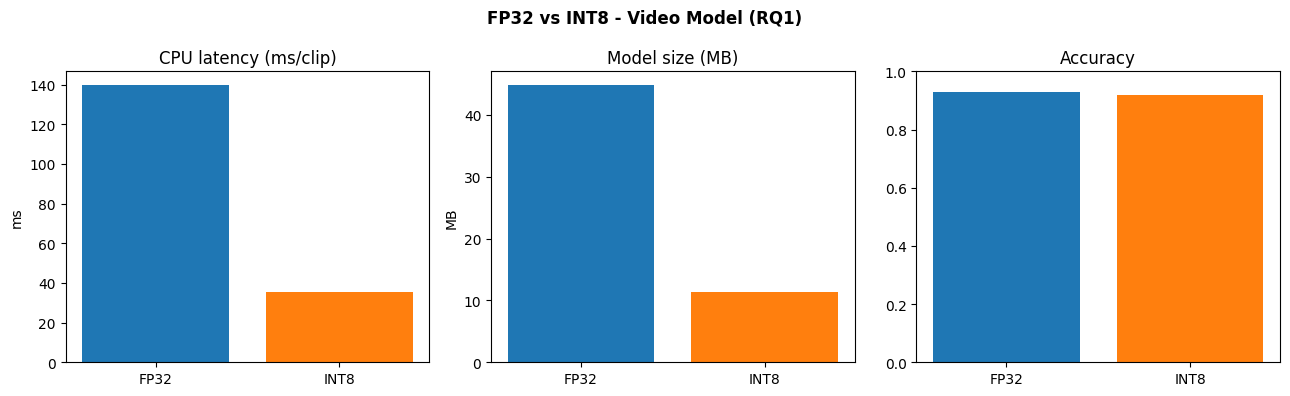 FP32 vs INT8 - Video Model (RQ1)
CPU latency (ms/clip)
ms
140
120
100
80
60
40
20
0
FP32 INT8
Model size (MB)
MB
40
30
20
10
0
FP32 INT8
Accuracy
1.0
0.8
0.6
0.4
0.2
0.0
FP32 INT8